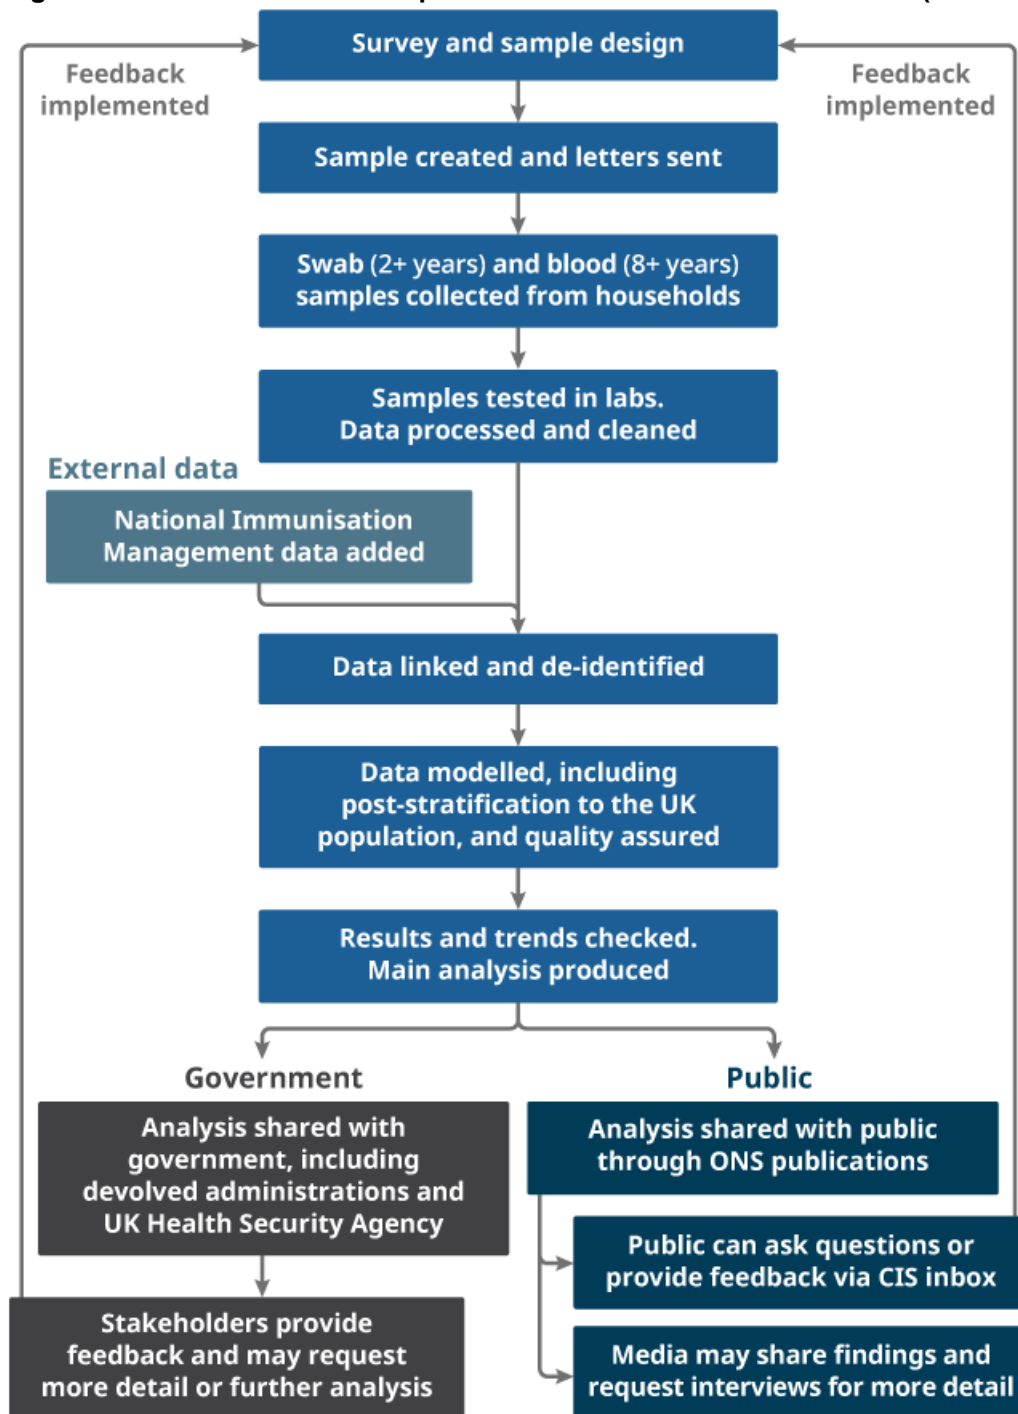 Survey and sample design
Feedback
implemented
Feedback
implemented
Sample created and letters sent
Swab (2+ years) and blood (8+ years)
samples collected from households
Samples tested in labs.
Data processed and cleaned
External data
National Immunisation
Management data added
Data linked and de-identified
Data modelled, including
post-stratification to the UK
population, and quality assured
Results and trends checked.
Main analysis produced
Government
Analysis shared with
government, including
devolved administrations and
UK Health Security Agency
Stakeholders provide
feedback and may request
more detail or further analysis
Public
Analysis shared with public
through ONS publications
Public can ask questions or
provide feedback via CIS inbox
Media may share findings and
request interviews for more detail